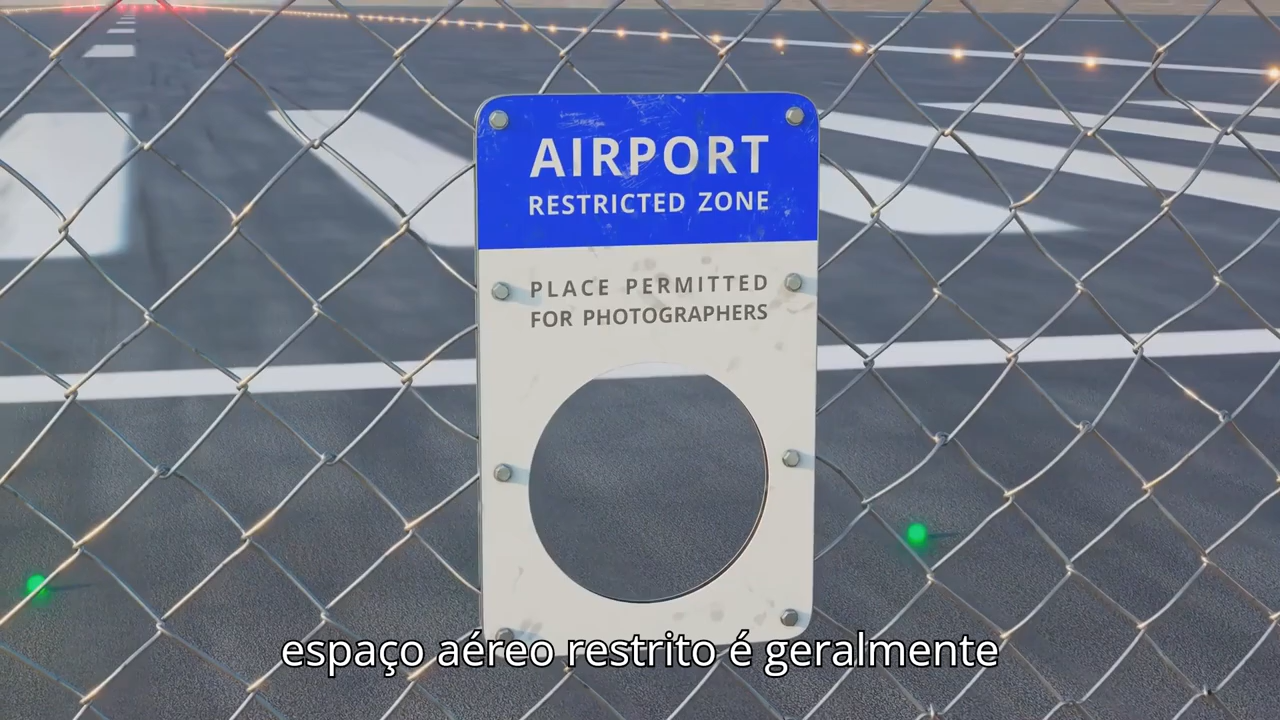 AIRPORT
RESTRICTED ZONE
PLACE PERMITTED
FOR PHOTOGRAPHERS
espaço aéreo restrito é geralmente